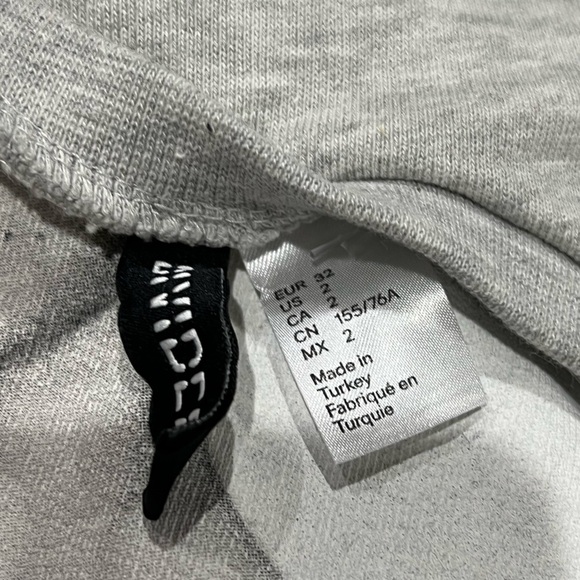 EUR 32
US 2
CA 2
CN 155/76A
MX 2
Made in
Turkey
Fabriqué en
Turquie